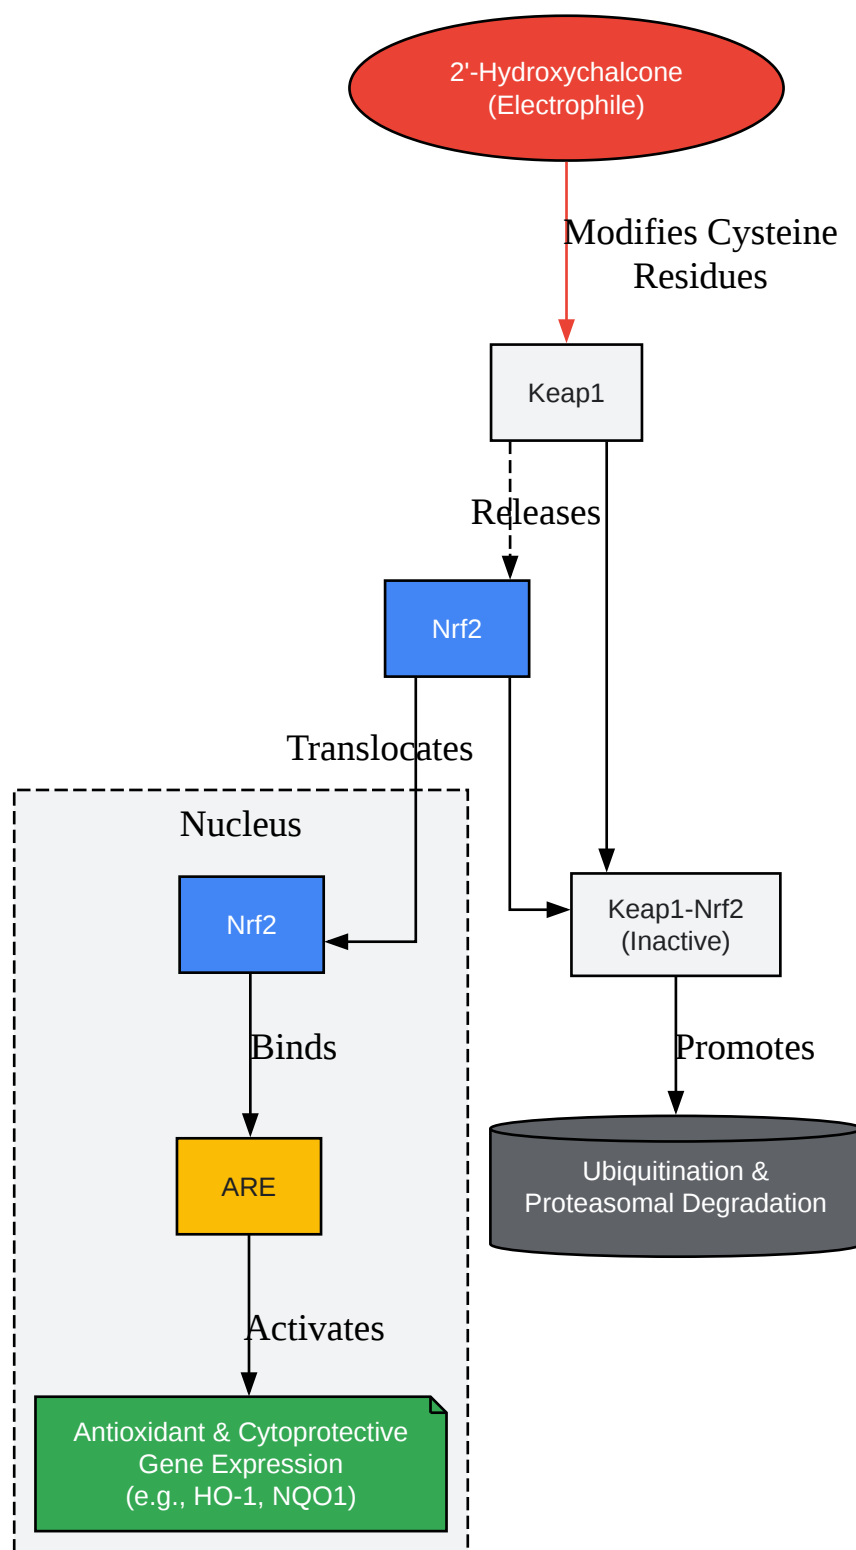 2'-Hydroxychalcone
(Electrophile)
Modifies Cysteine
Residues
Keap1
Releases
Nrf2
Translocates
Nucleus
Nrf2
Keap1-Nrf2
(Inactive)
Binds
Promotes
ARE
Ubiquitination &
Proteasomal Degradation
Activates
Antioxidant & Cytoprotective
Gene Expression
(e.g., HO-1, NQO1)